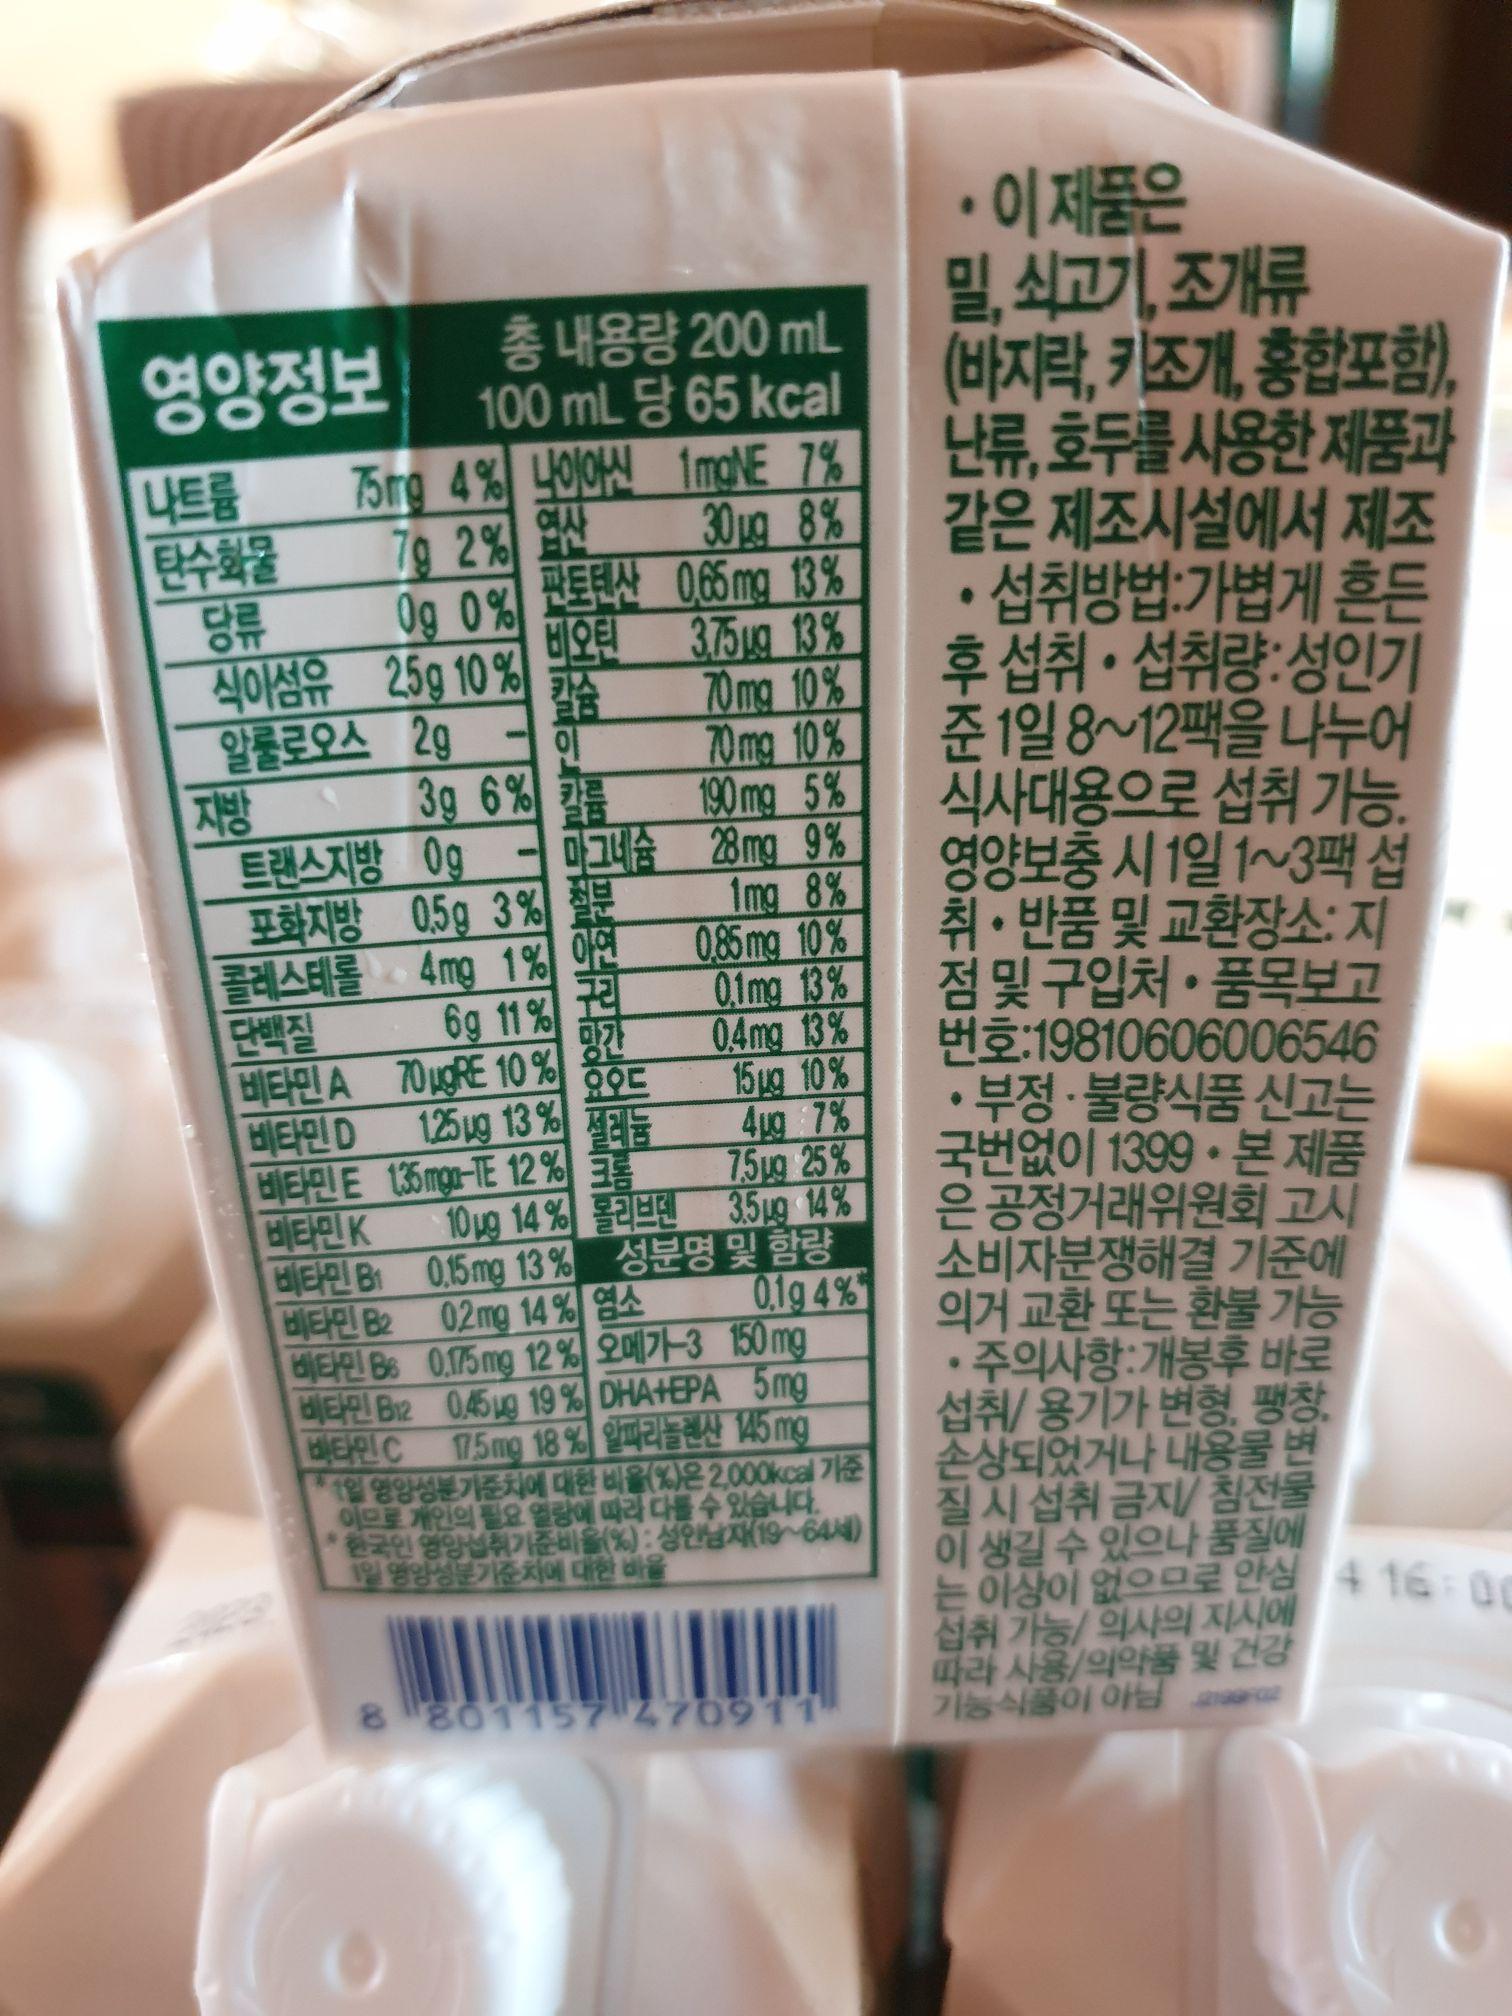 영양정보
총 내용량 200 mL
100 mL 당 65 kcal
나트륨 75mg 4%
탄수화물 7g 2%
당류 0g 0%
식이섬유 2.5g 10%
알룰로오스 2g -
지방 3g 6%
트랜스지방 0g -
포화지방 0.5g 3%
콜레스테롤 4mg 1%
단백질 6g 11%
비타민 A 70μgRE 10%
비타민 D 1.25μg 13%
비타민 E 1.35mgα-TE 12%
비타민 K 10μg 14%
비타민 B1 0.15mg 13%
비타민 B2 0.2mg 14%
비타민 B6 0.175mg 12%
비타민 B12 0.45μg 19%
비타민 C 17.5mg 18%
나이아신 1mgNE 7%
엽산 30μg 8%
판토텐산 0.65mg 13%
비오틴 3.75μg 13%
칼슘 70mg 10%
인 70mg 10%
칼륨 190mg 5%
마그네슘 28mg 9%
철분 1mg 8%
아연 0.85mg 10%
구리 0.1mg 13%
망간 0.4mg 13%
요오드 15μg 10%
셀레늄 4μg 7%
크롬 7.5μg 25%
몰리브덴 3.5μg 14%
성분명 및 함량
염소 0.1g 4%*
오메가-3 150mg
DHA+EPA 5mg
알파리놀렌산 145mg
* 1일 영양성분기준치에 대한 비율(%)은 2,000kcal 기준
이므로 개인의 필요 열량에 따라 다를 수 있습니다.
* 한국인 영양섭취기준비율(%) : 성인남자(19~64세)
1일 영양성분기준치에 대한 비율
8 801157 470911
• 이 제품은
밀, 쇠고기, 조개류
(바지락, 키조개, 홍합포함),
난류, 호두를 사용한 제품과
같은 제조시설에서 제조
• 섭취방법:가볍게 흔든
후 섭취 • 섭취량:성인기
준 1일 8~12팩을 나누어
식사대용으로 섭취 가능.
영양보충 시 1일 1~3팩 섭
취 • 반품 및 교환장소: 지
점 및 구입처 • 품목보고
번호:19810606006546
• 부정 · 불량식품 신고는
국번없이 1399 • 본 제품
은 공정거래위원회 고시
소비자분쟁해결 기준에
의거 교환 또는 환불 가능
• 주의사항:개봉후 바로
섭취/ 용기가 변형, 팽창,
손상되었거나 내용물 변
질 시 섭취 금지/ 침전물
이 생길 수 있으나 품질에
는 이상이 없으므로 안심
섭취 가능/ 의사의 지시에
따라 사용/의약품 및 건강
기능식품이 아님
4 16:00